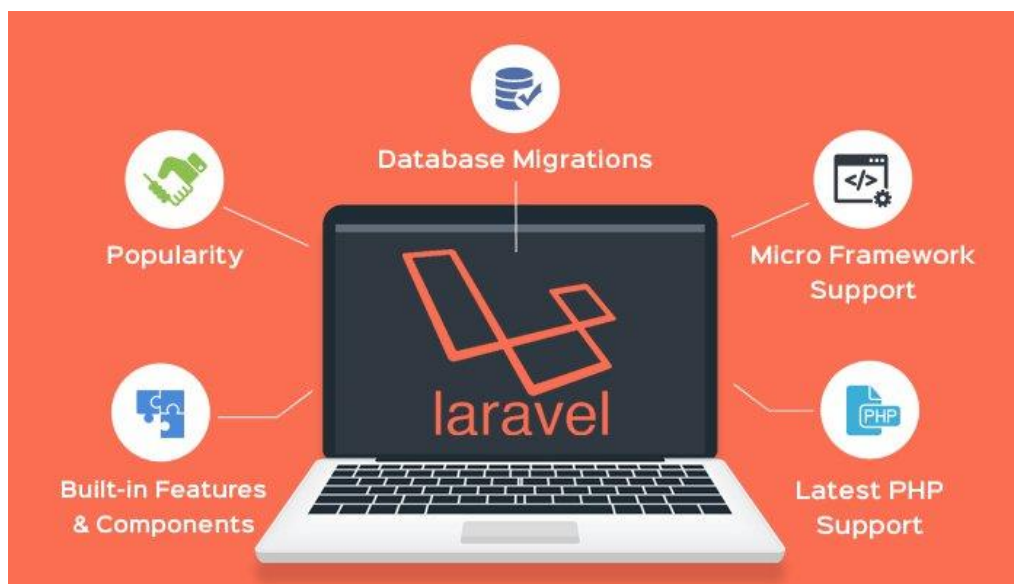 Database Migrations
Popularity
Micro Framework
Support
</>
laravel
Built-in Features
& Components
PHP
Latest PHP
Support